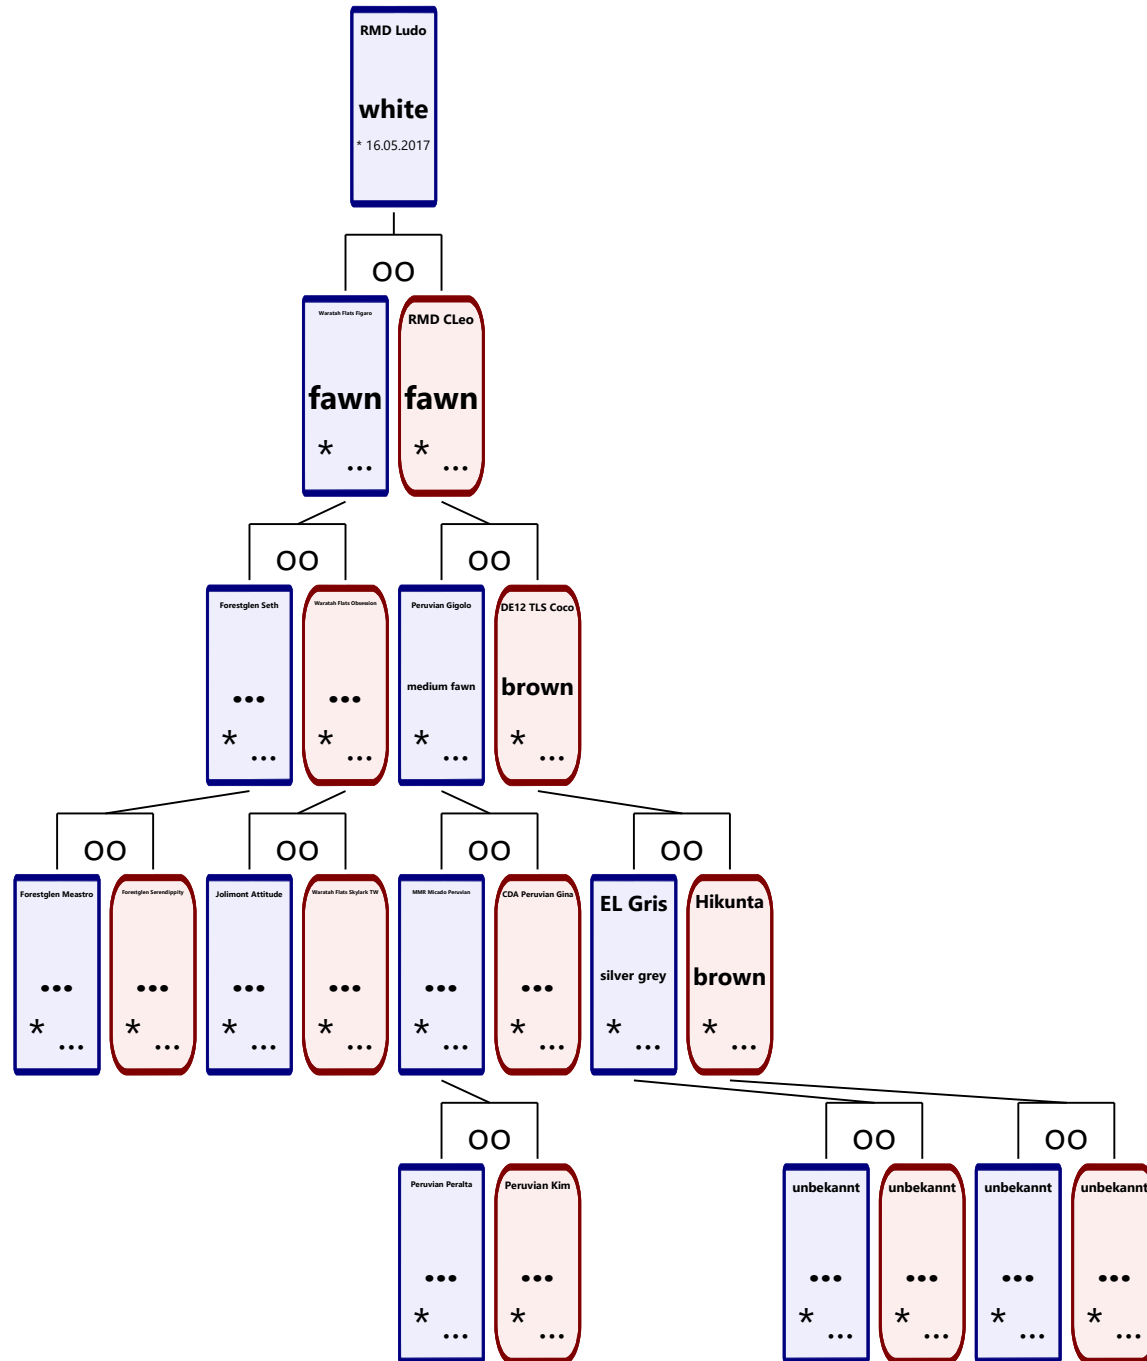 RMD Ludo
white
* 16.05.2017
oo
Waratah Flats Figaro
fawn
* ...
RMD CLeo
fawn
* ...
oo
oo
Forestglen Seth
...
* ...
Waratah Flats Obsession
...
* ...
Peruvian Gigolo
medium fawn
* ...
DE12 TLS Coco
brown
* ...
oo
oo
oo
oo
Forestglen Meastro
...
* ...
Forestglen Serendippity
...
* ...
Jolimont Attitude
...
* ...
Waratah Flats Skylark TW
...
* ...
MMR Micado Peruvian
...
* ...
CDA Peruvian Gina
...
* ...
EL Gris
silver grey
* ...
Hikunta
brown
* ...
oo
oo
oo
Peruvian Peralta
...
* ...
Peruvian Kim
...
* ...
unbekannt
...
* ...
unbekannt
...
* ...
unbekannt
...
* ...
unbekannt
...
* ...